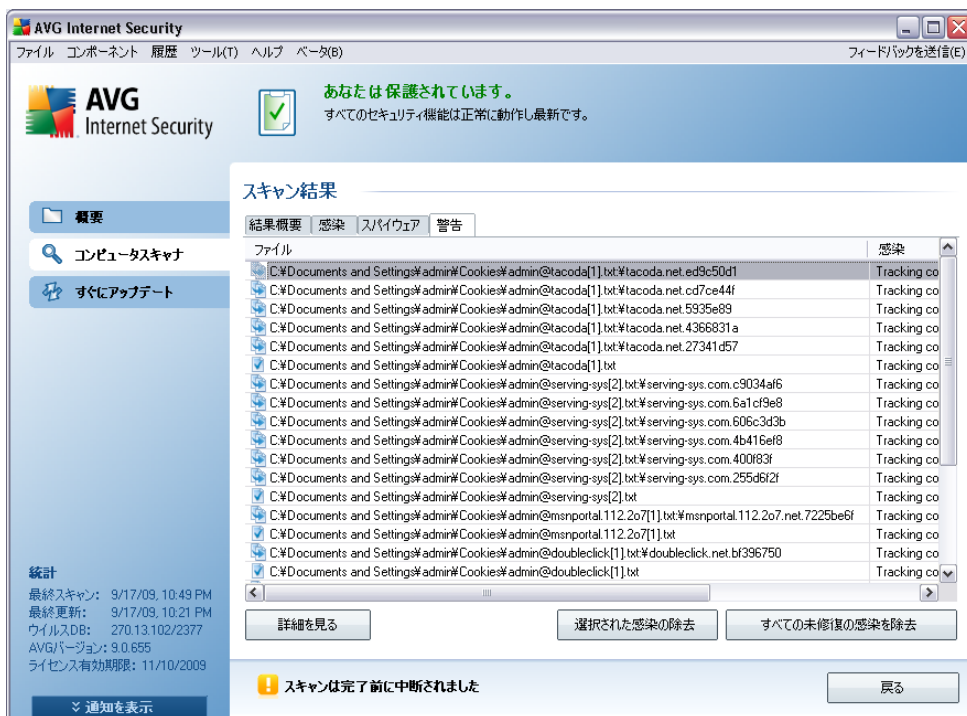 AVG Internet Security
ファイル コンポーネント 履歴 ツール(T) ヘルプ ベータ(B) フィードバックを送信(E)
AVG
Internet Security
あなたは保護されています。
すべてのセキュリティ機能は正常に動作し最新です。
概要
コンピュータスキャナ
すぐにアップデート
スキャン結果
結果概要 感染 スパイウェア 警告
ファイル 感染
C:¥Documents and Settings¥admin¥Cookies¥admin@tacoda[1].txt:¥tacoda.net.ed9c50d1 Tracking co
C:¥Documents and Settings¥admin¥Cookies¥admin@tacoda[1].txt:¥tacoda.net.cd7ce44f Tracking co
C:¥Documents and Settings¥admin¥Cookies¥admin@tacoda[1].txt:¥tacoda.net.5935e89 Tracking co
C:¥Documents and Settings¥admin¥Cookies¥admin@tacoda[1].txt:¥tacoda.net.4366831a Tracking co
C:¥Documents and Settings¥admin¥Cookies¥admin@tacoda[1].txt:¥tacoda.net.27341d57 Tracking co
C:¥Documents and Settings¥admin¥Cookies¥admin@tacoda[1].txt Tracking co
C:¥Documents and Settings¥admin¥Cookies¥admin@serving-sys[2].txt:¥serving-sys.com.c9034af6 Tracking co
C:¥Documents and Settings¥admin¥Cookies¥admin@serving-sys[2].txt:¥serving-sys.com.6a1cf9e8 Tracking co
C:¥Documents and Settings¥admin¥Cookies¥admin@serving-sys[2].txt:¥serving-sys.com.606c3d3b Tracking co
C:¥Documents and Settings¥admin¥Cookies¥admin@serving-sys[2].txt:¥serving-sys.com.4b416ef8 Tracking co
C:¥Documents and Settings¥admin¥Cookies¥admin@serving-sys[2].txt:¥serving-sys.com.400f83f Tracking co
C:¥Documents and Settings¥admin¥Cookies¥admin@serving-sys[2].txt:¥serving-sys.com.255d6f2f Tracking co
C:¥Documents and Settings¥admin¥Cookies¥admin@serving-sys[2].txt Tracking co
C:¥Documents and Settings¥admin¥Cookies¥admin@msnportal.112.2o7[1].txt:¥msnportal.112.2o7.net.7225be6f Tracking co
C:¥Documents and Settings¥admin¥Cookies¥admin@msnportal.112.2o7[1].txt Tracking co
C:¥Documents and Settings¥admin¥Cookies¥admin@doubleclick[1].txt:¥doubleclick.net.bf396750 Tracking co
C:¥Documents and Settings¥admin¥Cookies¥admin@doubleclick[1].txt Tracking co
詳細を見る 選択された感染の除去 すべての未修復の感染を除去
統計
最終スキャン: 9/17/09, 10:49 PM
最終更新: 9/17/09, 10:21 PM
ウイルスDB: 270.13.102/2377
AVGバージョン: 9.0.655
ライセンス有効期限: 11/10/2009
通知を表示
スキャンは完了前に中断されました
戻る